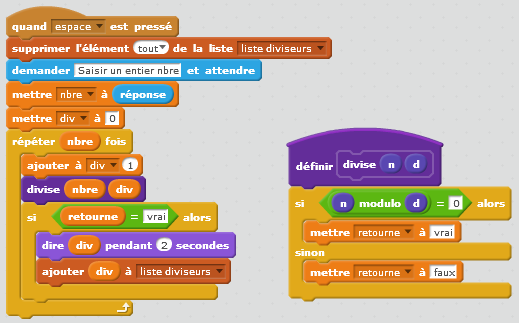 quand espace est pressé
supprimer l'élément tout de la liste liste diviseurs
demander Saisir un entier nbre et attendre
mettre nbre à réponse
mettre div à 0
répéter nbre fois
ajouter à div 1
divise nbre div
si retourne = vrai alors
dire div pendant 2 secondes
ajouter div à liste diviseurs
définir divise n d
si n modulo d = 0 alors
mettre retourne à vrai
sinon
mettre retourne à faux